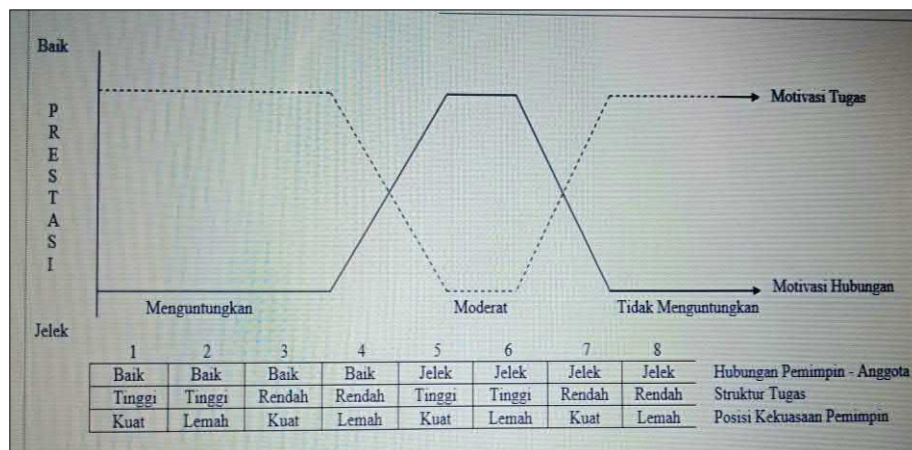 Baik
PRESTASI
Motivasi Tugas
Motivasi Hubungan
Menguntungkan Moderat Tidak Menguntungkan
Jelek
1 2 3 4 5 6 7 8
Baik Baik Baik Baik Jelek Jelek Jelek Jelek Hubungan Pemimpin - Anggota
Tinggi Tinggi Rendah Rendah Tinggi Tinggi Rendah Rendah Struktur Tugas
Kuat Lemah Kuat Lemah Kuat Lemah Kuat Lemah Posisi Kekuasaan Pemimpin